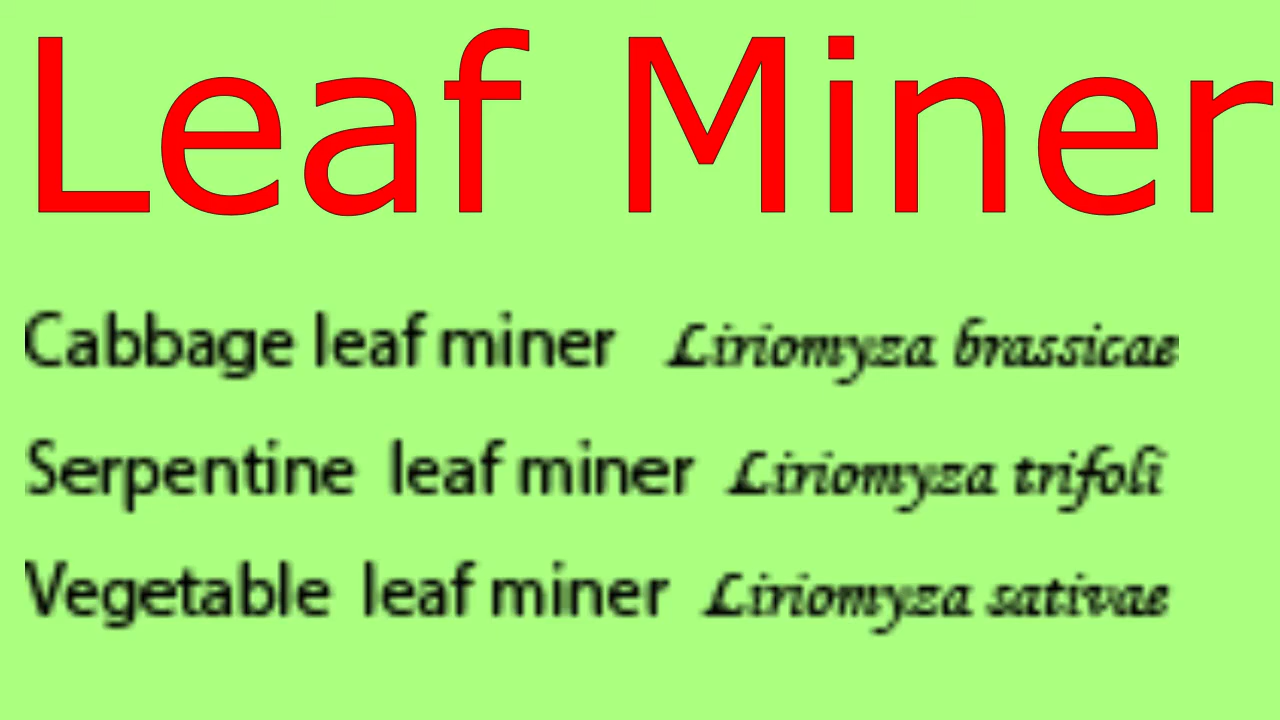 Leaf Miner
Cabbage leaf miner Liriomyza brassicae
Serpentine leaf miner Liriomyza trifoli
Vegetable leaf miner Liriomyza sativae